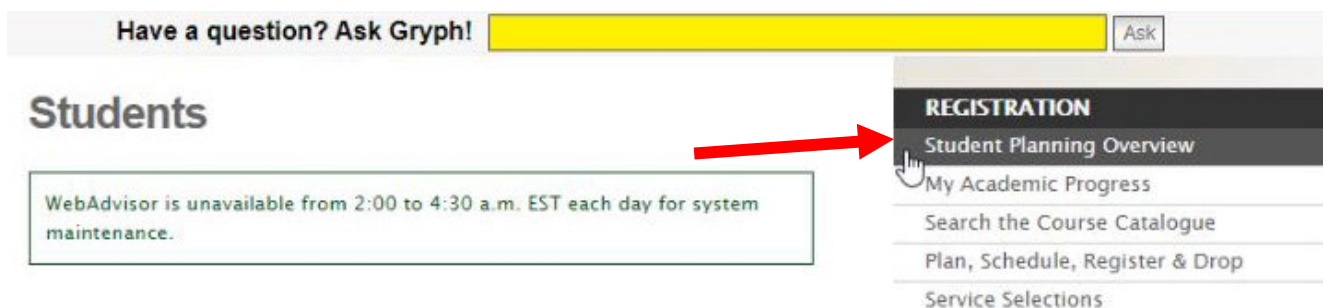 Have a question? Ask Gryph!
Ask
Students
WebAdvisor is unavailable from 2:00 to 4:30 a.m. EST each day for system
maintenance.
REGISTRATION
Student Planning Overview
My Academic Progress
Search the Course Catalogue
Plan, Schedule, Register & Drop
Service Selections